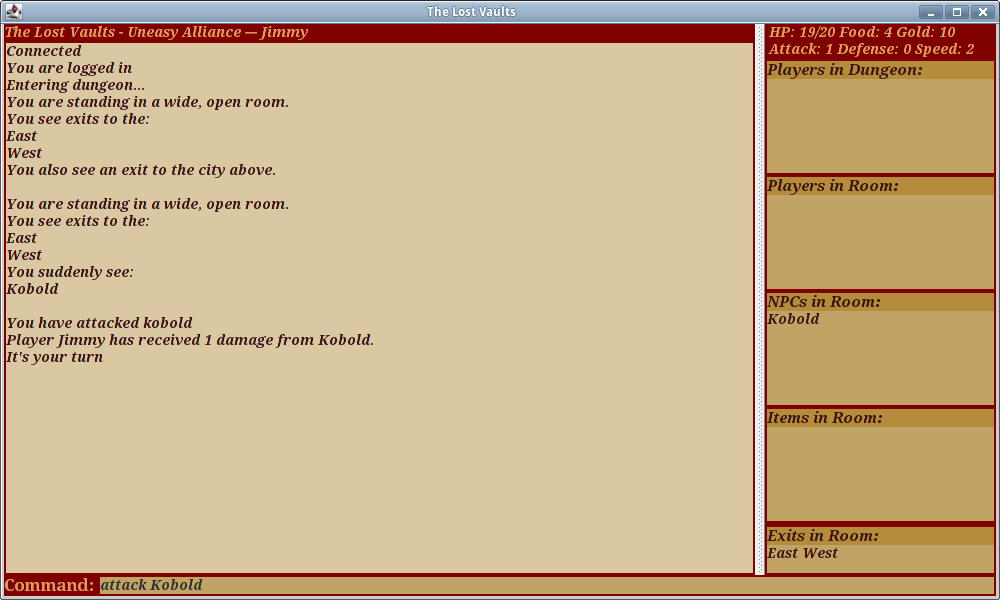 The Lost Vaults
The Lost Vaults - Uneasy Alliance — Jimmy
Connected
You are logged in
Entering dungeon...
You are standing in a wide, open room.
You see exits to the:
East
West
You also see an exit to the city above.
You are standing in a wide, open room.
You see exits to the:
East
West
You suddenly see:
Kobold
You have attacked kobold
Player Jimmy has received 1 damage from Kobold.
It's your turn
HP: 19/20 Food: 4 Gold: 10
Attack: 1 Defense: 0 Speed: 2
Players in Dungeon:
Players in Room:
NPCs in Room:
Kobold
Items in Room:
Exits in Room:
East West
Command: attack Kobold